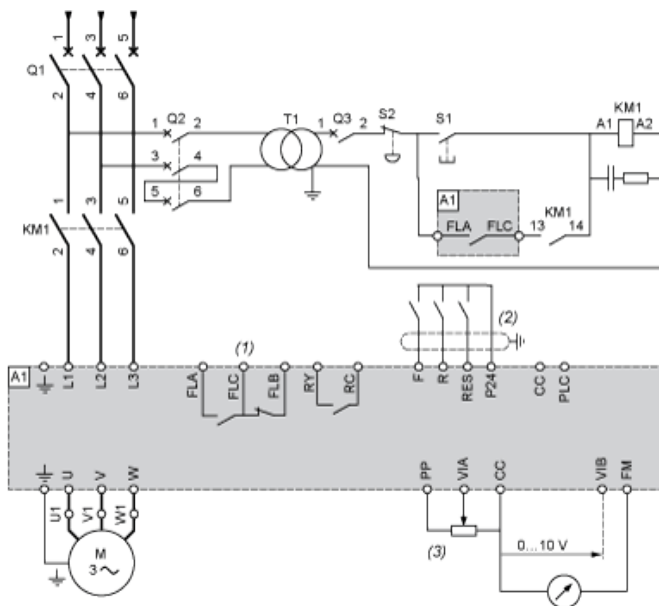 1 3 5
Q1
2 4 6
1 Q2 2
3 4
5 6
T1
1 Q3 2
S2
S1
KM1
A1 A2
A1
FLA FLC
KM1
13 14
1 3 5
KM1
2 4 6
(1)
(2)
A1
L1 L2 L3
FLA FLC FLB RY RC
F R RES P24
CC PLC
U V W
PP VIA CC VIB FM
U1 V1 W1
M
3
(3)
0...10 V